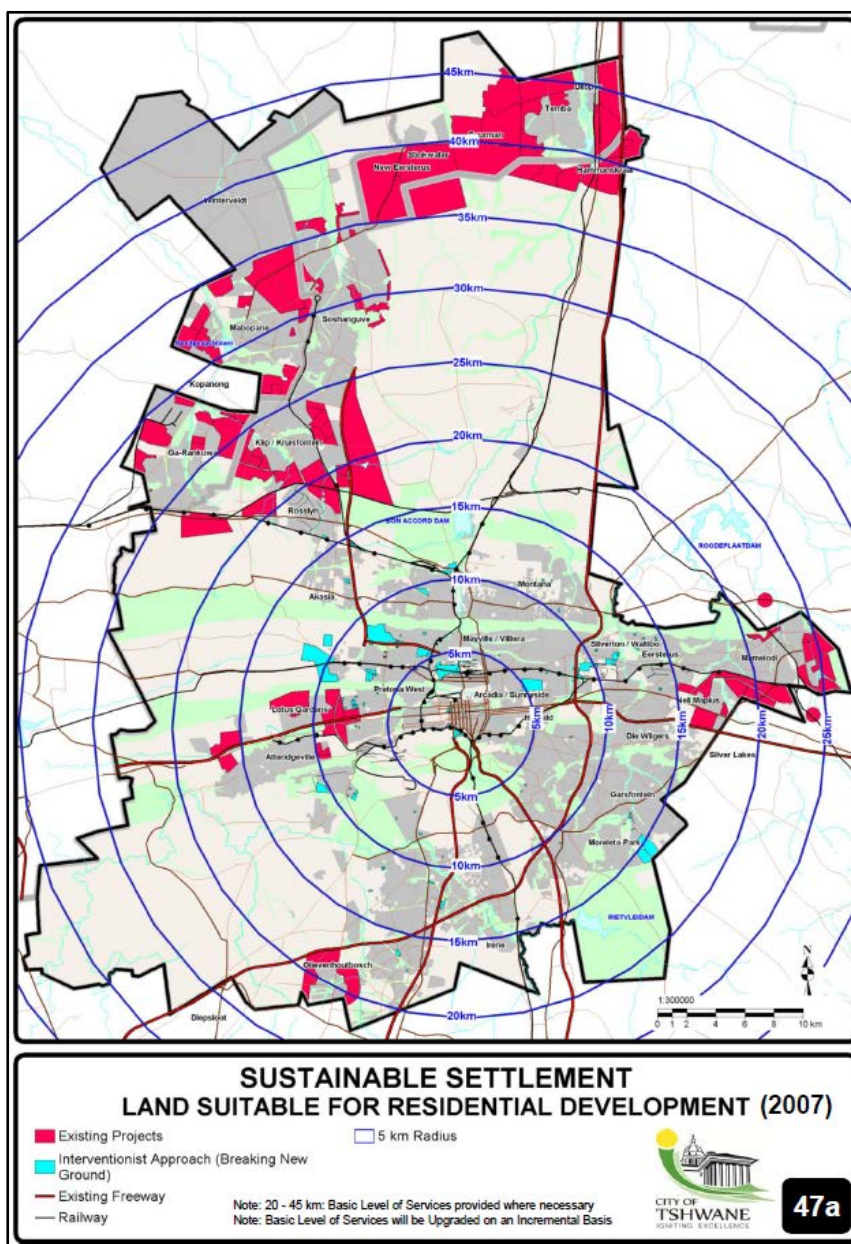 45km
Temba
40km
Stinkwater
New Eersterus
Hammanskraal
Winterveldt
35km
30km
Mabopane
Soshanguve
25km
Kopanong
20km
Klip / Kruisfontein
Ga-Rankuwa
Rosslyn
15km
BON ACCORD DAM
ROODEPLAATDAM
10km
Montana
Akasia
Mayville / Villiera
Silverton / Waltloo
Eersterus
5km
Mamelodi
Pretoria West
Arcadia / Sunnyside
Nell Mapius
Lotus Gardens
5km
10km
15km
20km
25km
Die Wilgers
Silver Lakes
Atteridgeville
5km
Garsfontein
Moreleta Park
10km
RIETVLEIDAM
15km
Irene
N
Olievenhoutbosch
1:300000
Diepsloot
20km
0 1 2 4 6 8 10 km
SUSTAINABLE SETTLEMENT
LAND SUITABLE FOR RESIDENTIAL DEVELOPMENT (2007)
Existing Projects
5 km Radius
Interventionist Approach (Breaking New
Ground)
Existing Freeway
Railway
Note: 20 - 45 km: Basic Level of Services provided where necessary
Note: Basic Level of Services will be Upgraded on an Incremental Basis
CITY OF
TSHWANE
IGNITING EXCELLENCE
47a